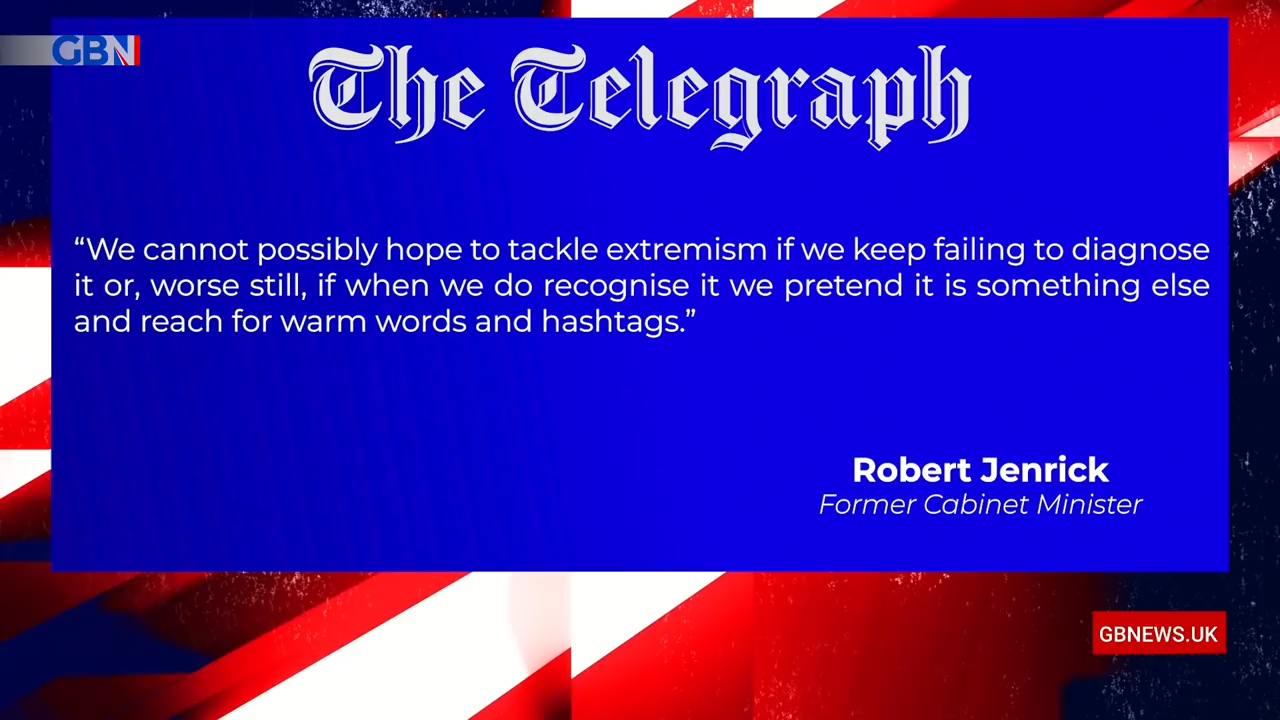 GBN
The Telegraph
“We cannot possibly hope to tackle extremism if we keep failing to diagnose
it or, worse still, if when we do recognise it we pretend it is something else
and reach for warm words and hashtags.”
Robert Jenrick
Former Cabinet Minister
GBNEWS.UK